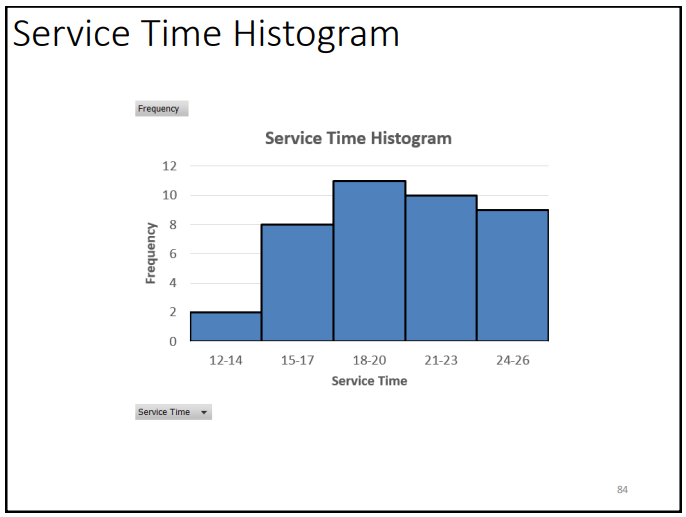 Service Time Histogram
Frequency
Service Time Histogram
12
10
8
6
4
2
0
Frequency
12-14 15-17 18-20 21-23 24-26
Service Time
Service Time
84